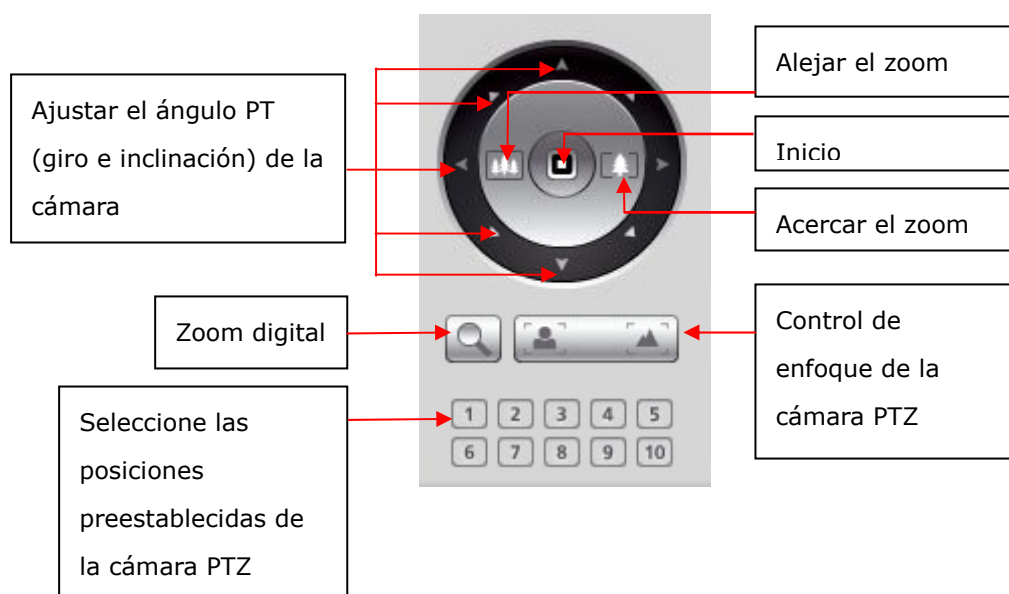 Ajustar el ángulo PT
(giro e inclinación) de la
cámara
Alejar el zoom
Inicio
Acercar el zoom
Zoom digital
Control de
enfoque de la
cámara PTZ
Seleccione las
posiciones
preestablecidas de
la cámara PTZ
1 2 3 4 5
6 7 8 9 10